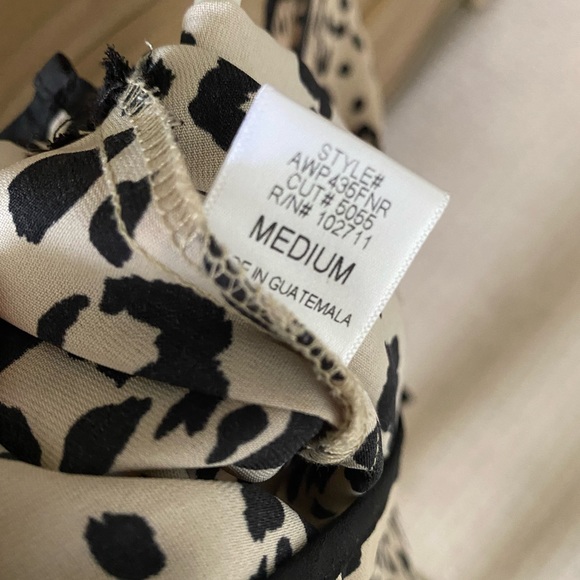 STYLE#
AWP435FNR
CUT# 5055
R/N# 102711
MEDIUM
IN GUATEMALA